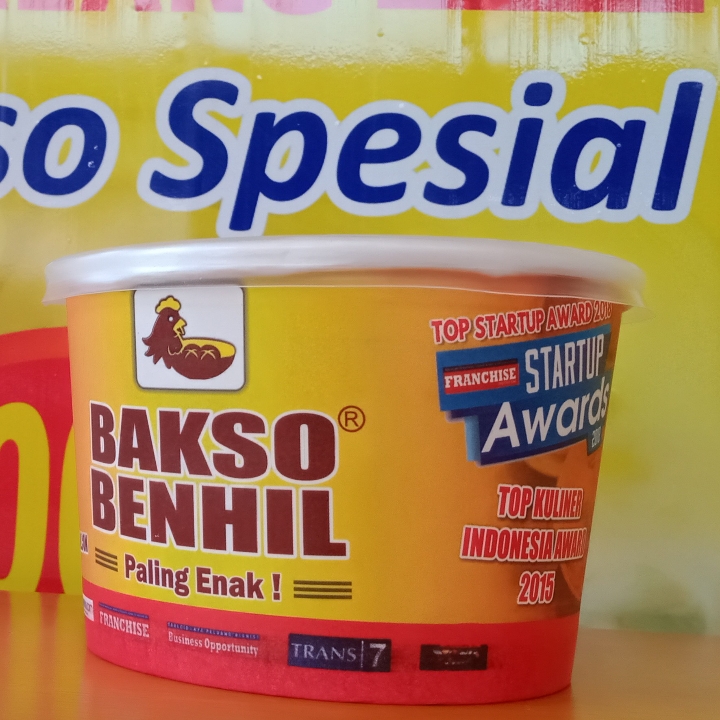 so Spesial
BAKSO®
BENHIL
Paling Enak !
TOP STARTUP AWARD
FRANCHISE
STARTUP
Awards
TOP KULINER
INDONESIA AWARD
2015
FRANCHISE
Business Opportunity
TRANS|7